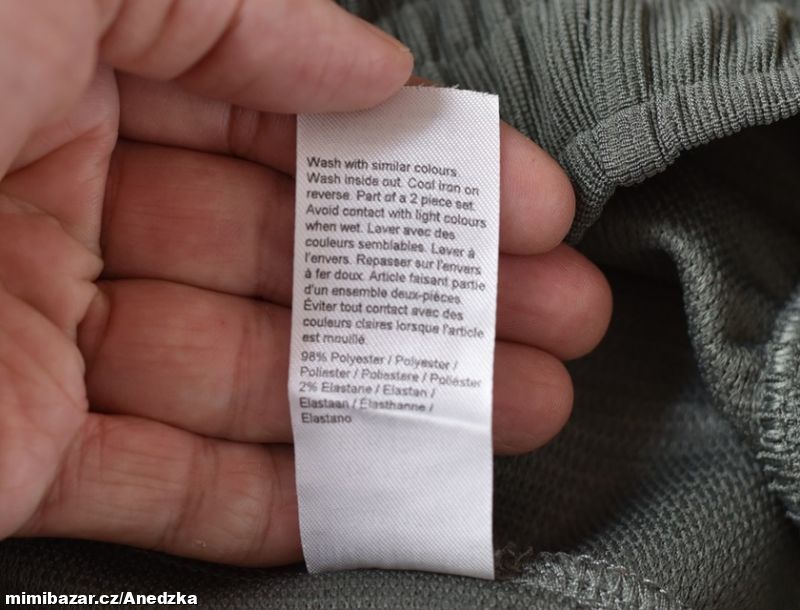 Wash with similar colours.
Wash inside out. Cool iron on
reverse. Part of a 2 piece set.
Avoid contact with light colours
when wet. Laver avec des
couleurs semblables. Laver à
l'envers. Repasser sur l'envers
à fer doux. Article faisant partie
d'un ensemble deux-pièces.
Éviter tout contact avec des
couleurs claires lorsque l'article
est mouillé.
98% Polyester / Polyester /
Poliester / Poliestere / Poliéster
2% Elastane / Elastan /
Elastaan / Élasthanne /
Elastano
mimibazar.cz/Anedzka